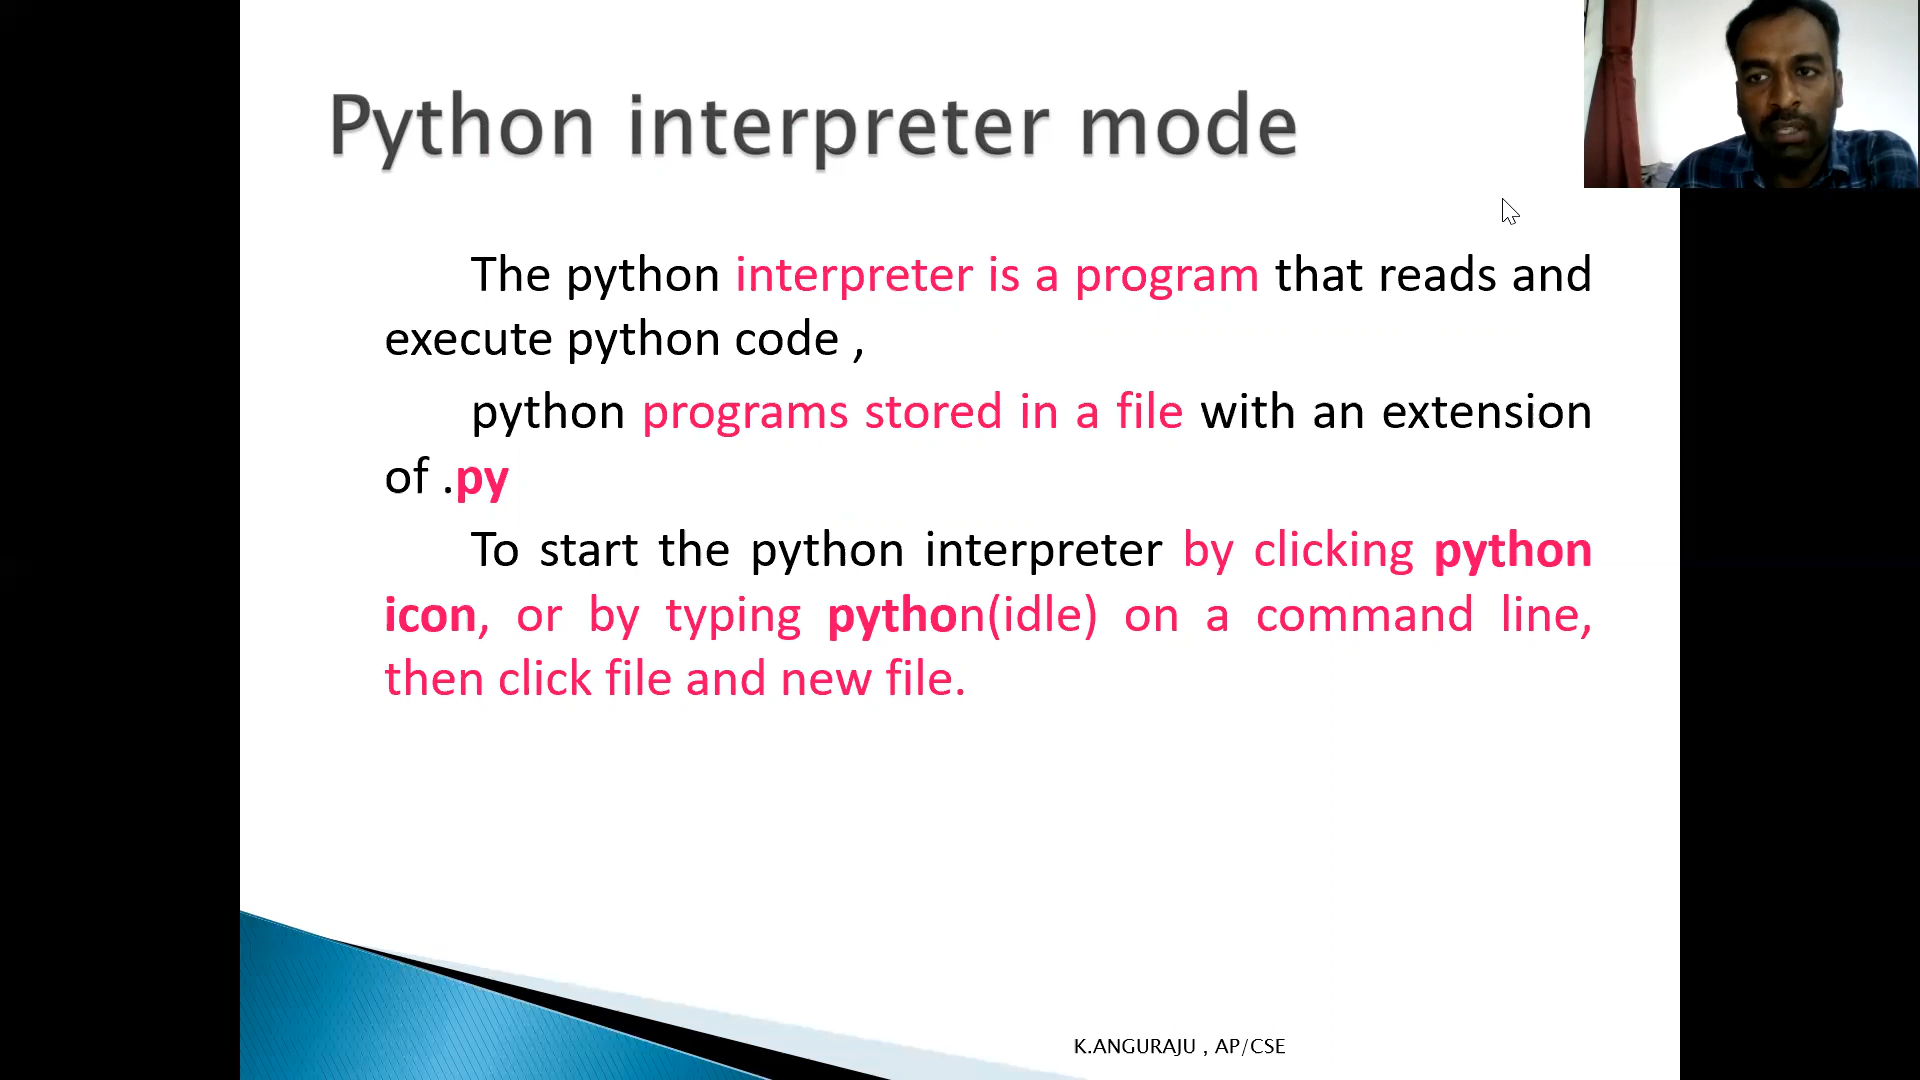 Python interpreter mode
The python interpreter is a program that reads and
execute python code ,
python programs stored in a file with an extension
of .py
To start the python interpreter by clicking python
icon, or by typing python(idle) on a command line,
then click file and new file.
K.ANGURAJU , AP/CSE